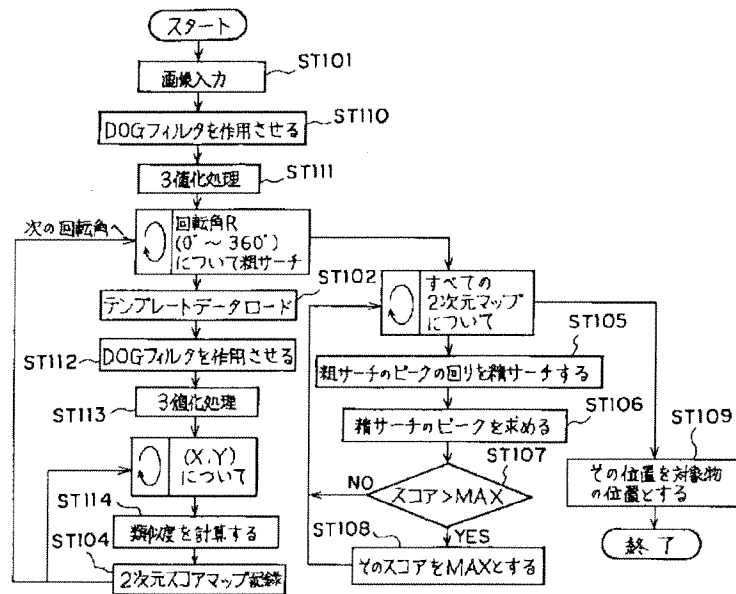 スタート
画像入力
ST101
DOGフィルタを作用させる
ST110
3値化処理
ST111
次の回転角へ
回転角R
(0°～360°)
について粗サーチ
テンプレートデータロード
ST102
DOGフィルタを作用させる
ST112
3値化処理
ST113
(X,Y)
について
類似度を計算する
ST114
2次元スコアマップ記録
ST104
すべての
2次元マップ
について
粗サーチのピークの回りを精サーチする
ST105
精サーチのピークを求める
ST106
スコア>MAX
ST107
NO
YES
そのスコアをMAXとする
ST108
その位置を対象物
の位置とする
ST109
終了